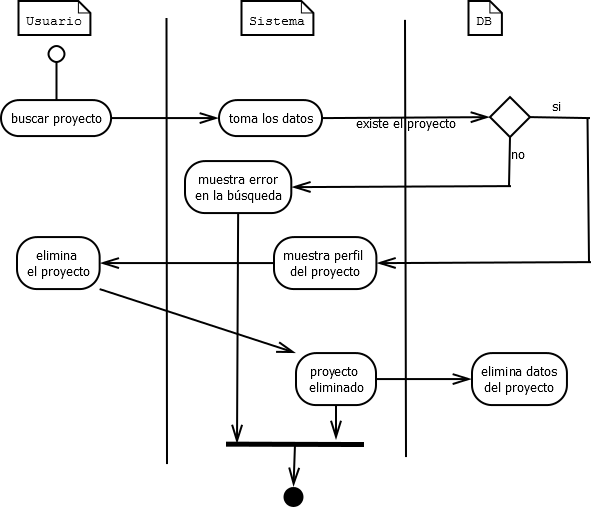 Usuario
Sistema
DB
buscar proyecto
toma los datos
existe el proyecto
si
no
muestra error
en la búsqueda
elimina
el proyecto
muestra perfil
del proyecto
proyecto
eliminado
elimina datos
del proyecto